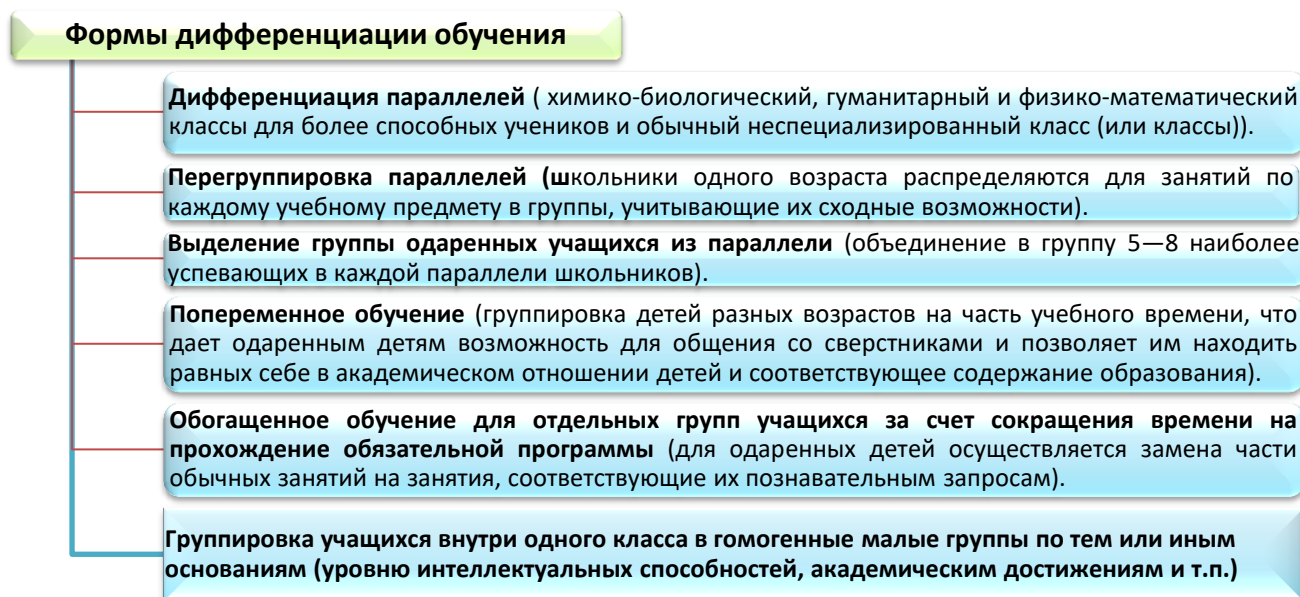 Формы дифференциации обучения
Дифференциация параллелей ( химико-биологический, гуманитарный и физико-математический
классы для более способных учеников и обычный неспециализированный класс (или классы)).
Перегруппировка параллелей (школьники одного возраста распределяются для занятий по
каждому учебному предмету в группы, учитывающие их сходные возможности).
Выделение группы одаренных учащихся из параллели (объединение в группу 5—8 наиболее
успевающих в каждой параллели школьников).
Попеременное обучение (группировка детей разных возрастов на часть учебного времени, что
дает одаренным детям возможность для общения со сверстниками и позволяет им находить
равных себе в академическом отношении детей и соответствующее содержание образования).
Обогащенное обучение для отдельных групп учащихся за счет сокращения времени на
прохождение обязательной программы (для одаренных детей осуществляется замена части
обычных занятий на занятия, соответствующие их познавательным запросам).
Группировка учащихся внутри одного класса в гомогенные малые группы по тем или иным
основаниям (уровню интеллектуальных способностей, академическим достижениям и т.п.)